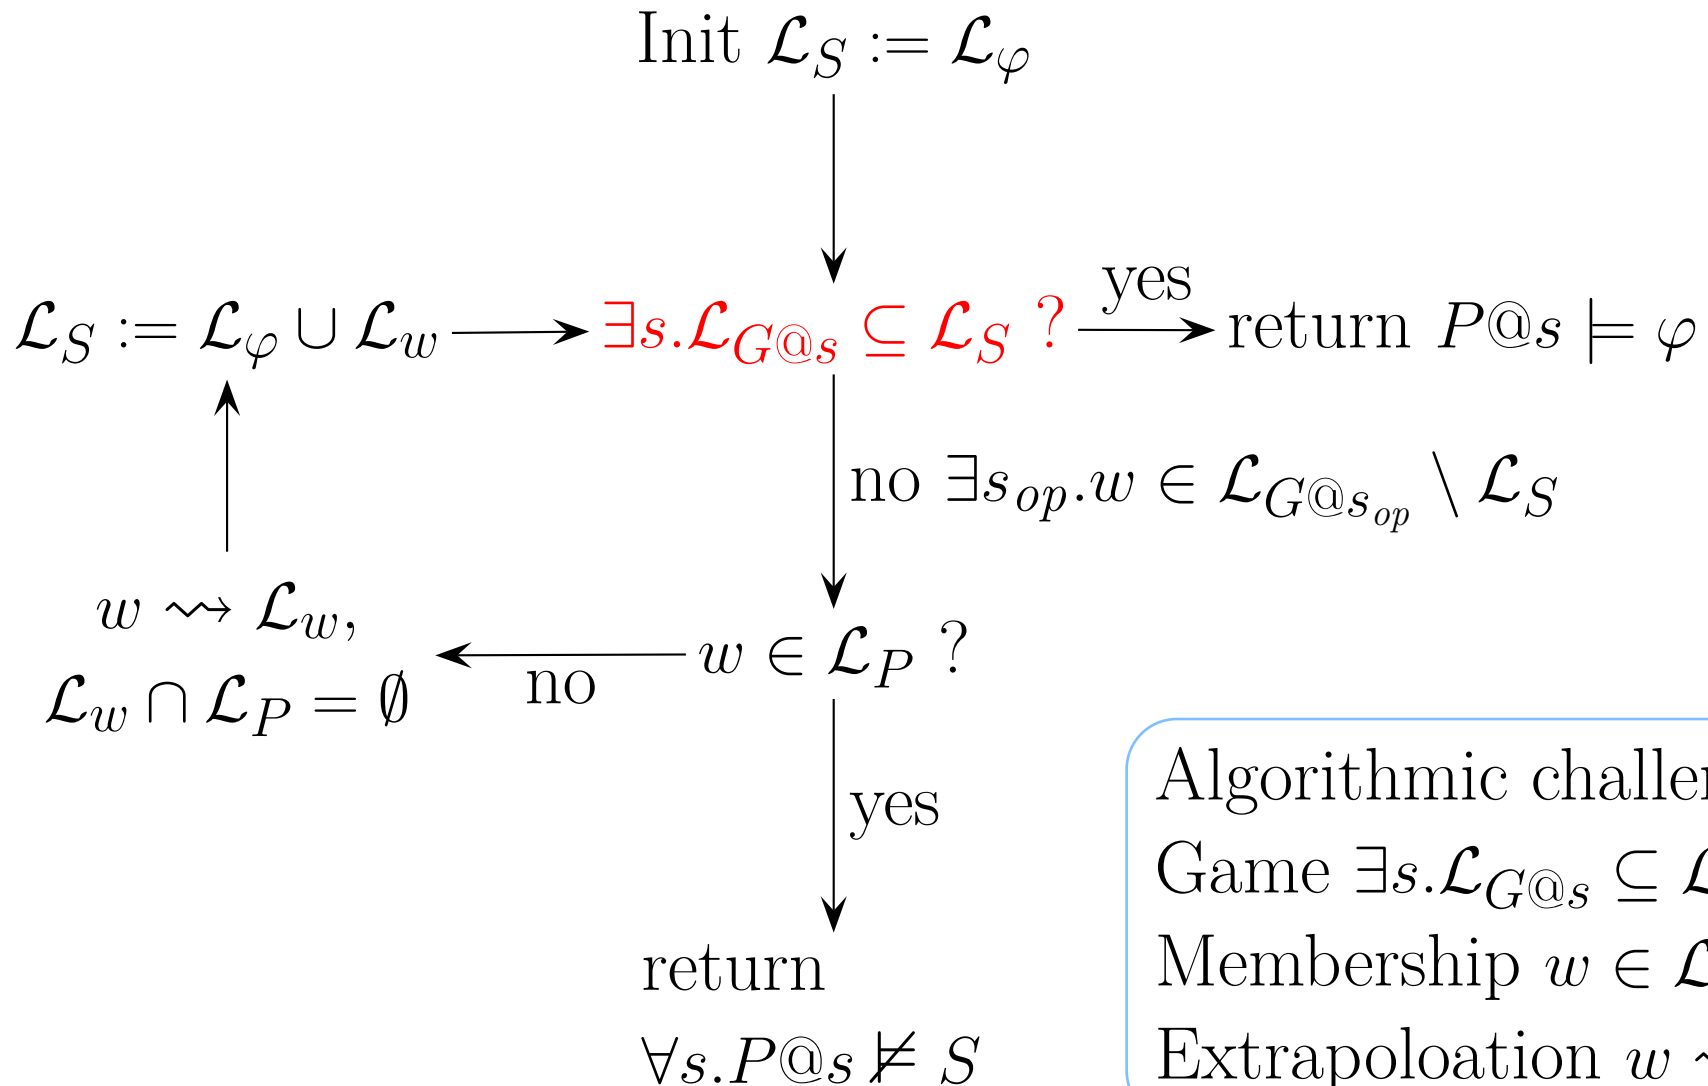 Init ℒ_S := ℒ_φ
ℒ_S := ℒ_φ ∪ ℒ_w
∃s.ℒ_{G@s} ⊆ ℒ_S ?
yes
return P@s ⊨ φ
no ∃s_{op}.w ∈ ℒ_{G@s_{op}} \ ℒ_S
w ⇝ ℒ_w,
ℒ_w ∩ ℒ_P = ∅
no
w ∈ ℒ_P ?
yes
return
∀s.P@s ⊭ S
Algorithmic
Game ∃s.ℒ_{G@s} ⊆
Membership w ∈
Extrapoloation w